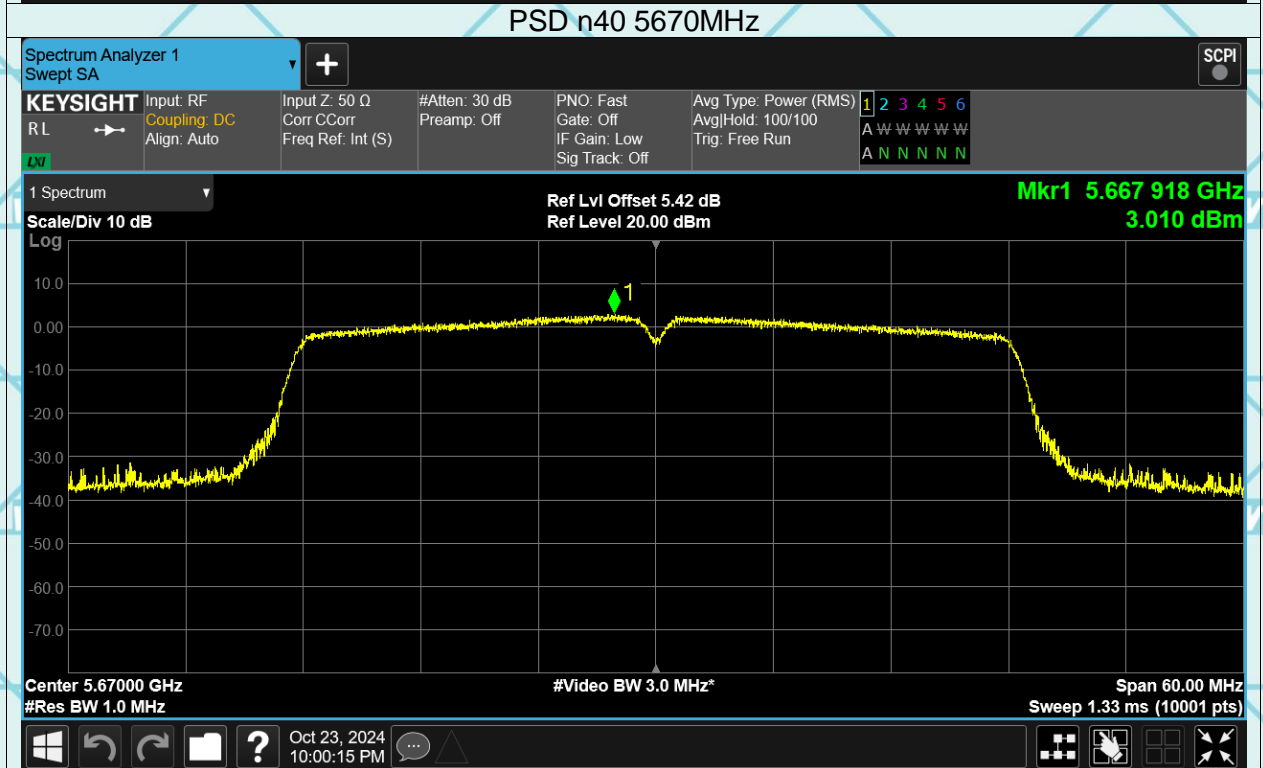 PSD n40 5670MHz
Spectrum Analyzer 1
Swept SA
SCPI
KEYSIGHT
R L
LXI
Input: RF
Coupling: DC
Align: Auto
Input Z: 50 Ω
Corr CCorr
Freq Ref: Int (S)
#Atten: 30 dB
Preamp: Off
PNO: Fast
Gate: Off
IF Gain: Low
Sig Track: Off
Avg Type: Power (RMS)
Avg|Hold: 100/100
Trig: Free Run
1 2 3 4 5 6
A W W W W W
A N N N N N
1 Spectrum
Scale/Div 10 dB
Ref Lvl Offset 5.42 dB
Ref Level 20.00 dBm
Mkr1 5.667 918 GHz
3.010 dBm
Log
10.0
0.00
-10.0
-20.0
-30.0
-40.0
-50.0
-60.0
-70.0
1
Center 5.67000 GHz
#Res BW 1.0 MHz
#Video BW 3.0 MHz*
Span 60.00 MHz
Sweep 1.33 ms (10001 pts)
?
Oct 23, 2024
10:00:15 PM